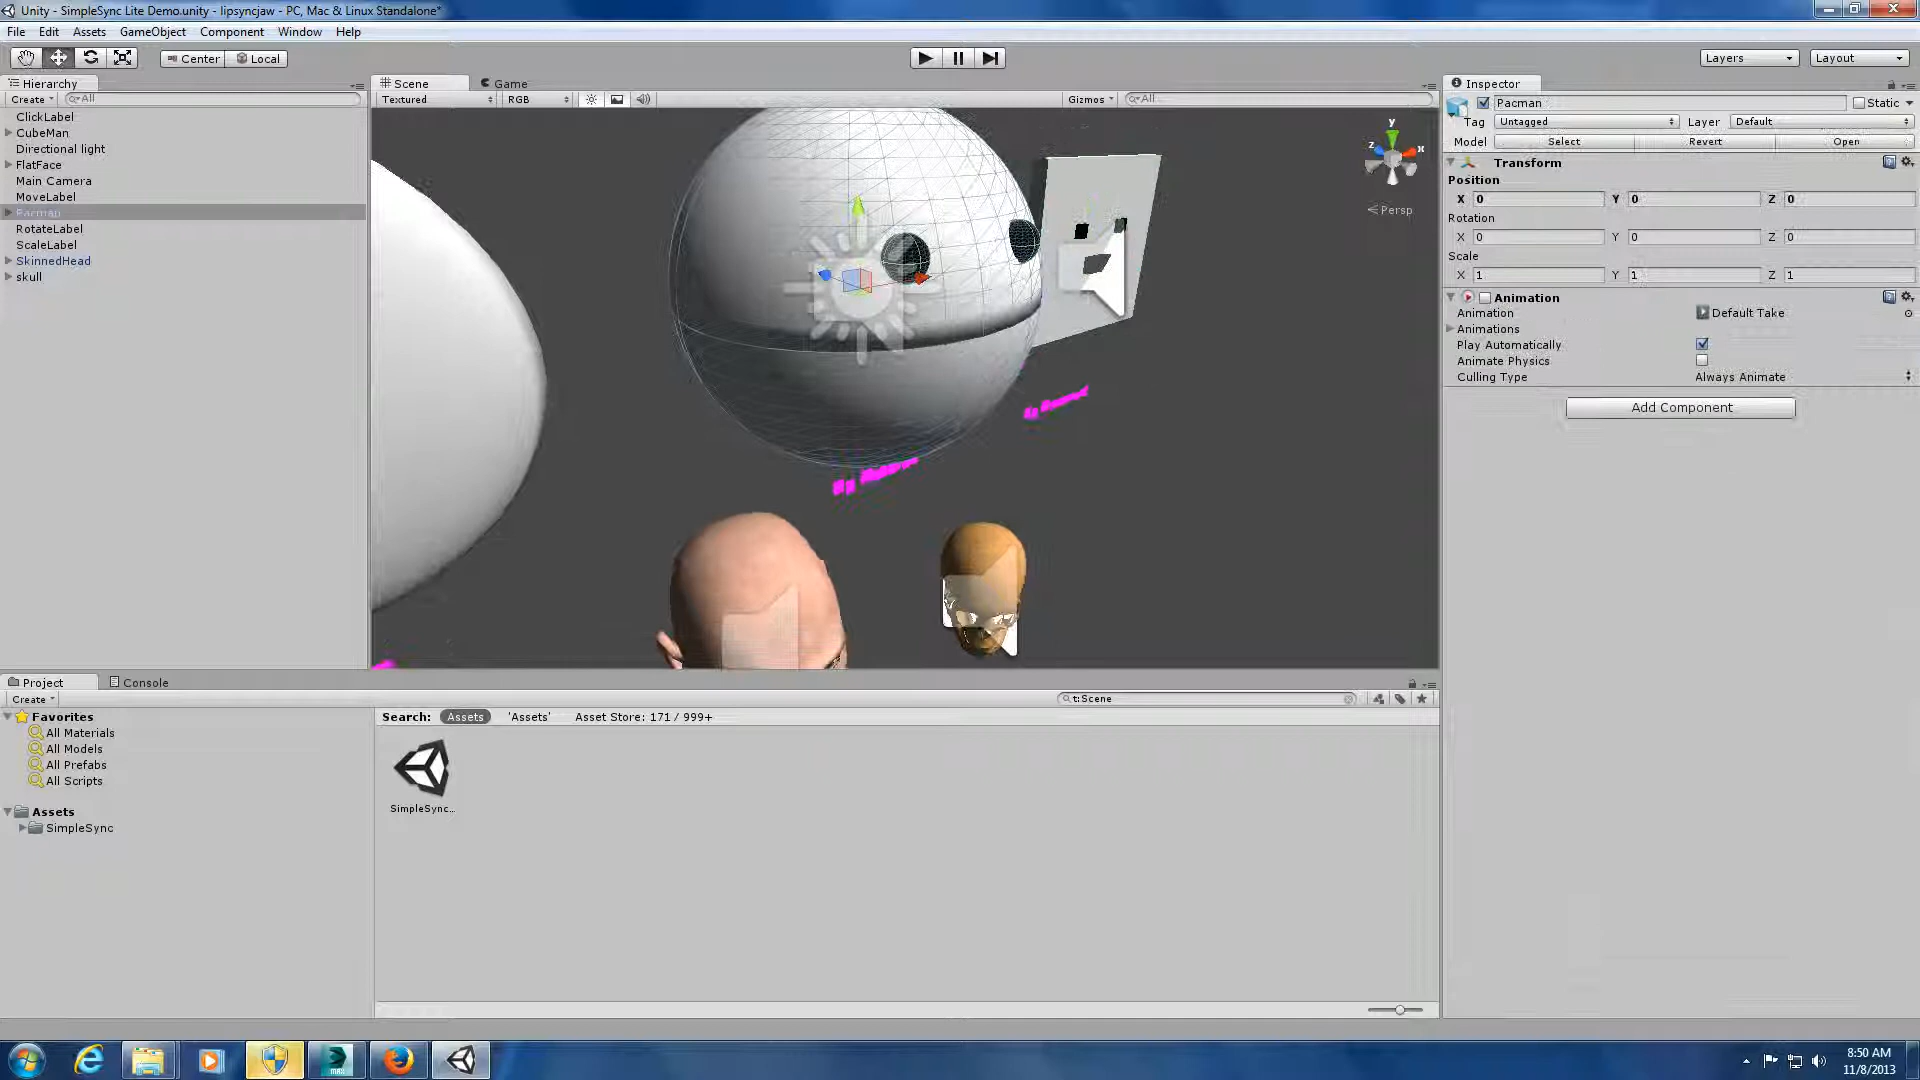 Unity - SimpleSync Lite Demo.unity - lipsyncjaw - PC, Mac & Linux Standalone*
File Edit Assets GameObject Component Window Help
Center Local Layers Layout
Hierarchy
Create All
ClickLabel
CubeMan
Directional light
FlatFace
Main Camera
MoveLabel
Pacman
RotateLabel
ScaleLabel
SkinnedHead
skull
Scene Game
Textured RGB Gizmos All
y
z x
Persp
Inspector
Pacman Static
Tag Untagged Layer Default
Model Select Revert Open
Transform
Position
X 0 Y 0 Z 0
Rotation
X 0 Y 0 Z 0
Scale
X 1 Y 1 Z 1
Animation
Animation Default Take
Animations
Play Automatically
Animate Physics
Culling Type Always Animate
Add Component
Project Console
Create t:Scene
Favorites
All Materials
All Models
All Prefabs
All Scripts
Assets
SimpleSync
Search: Assets 'Assets' Asset Store: 171 / 999+
SimpleSync...
MAX
8:50 AM
11/8/2013